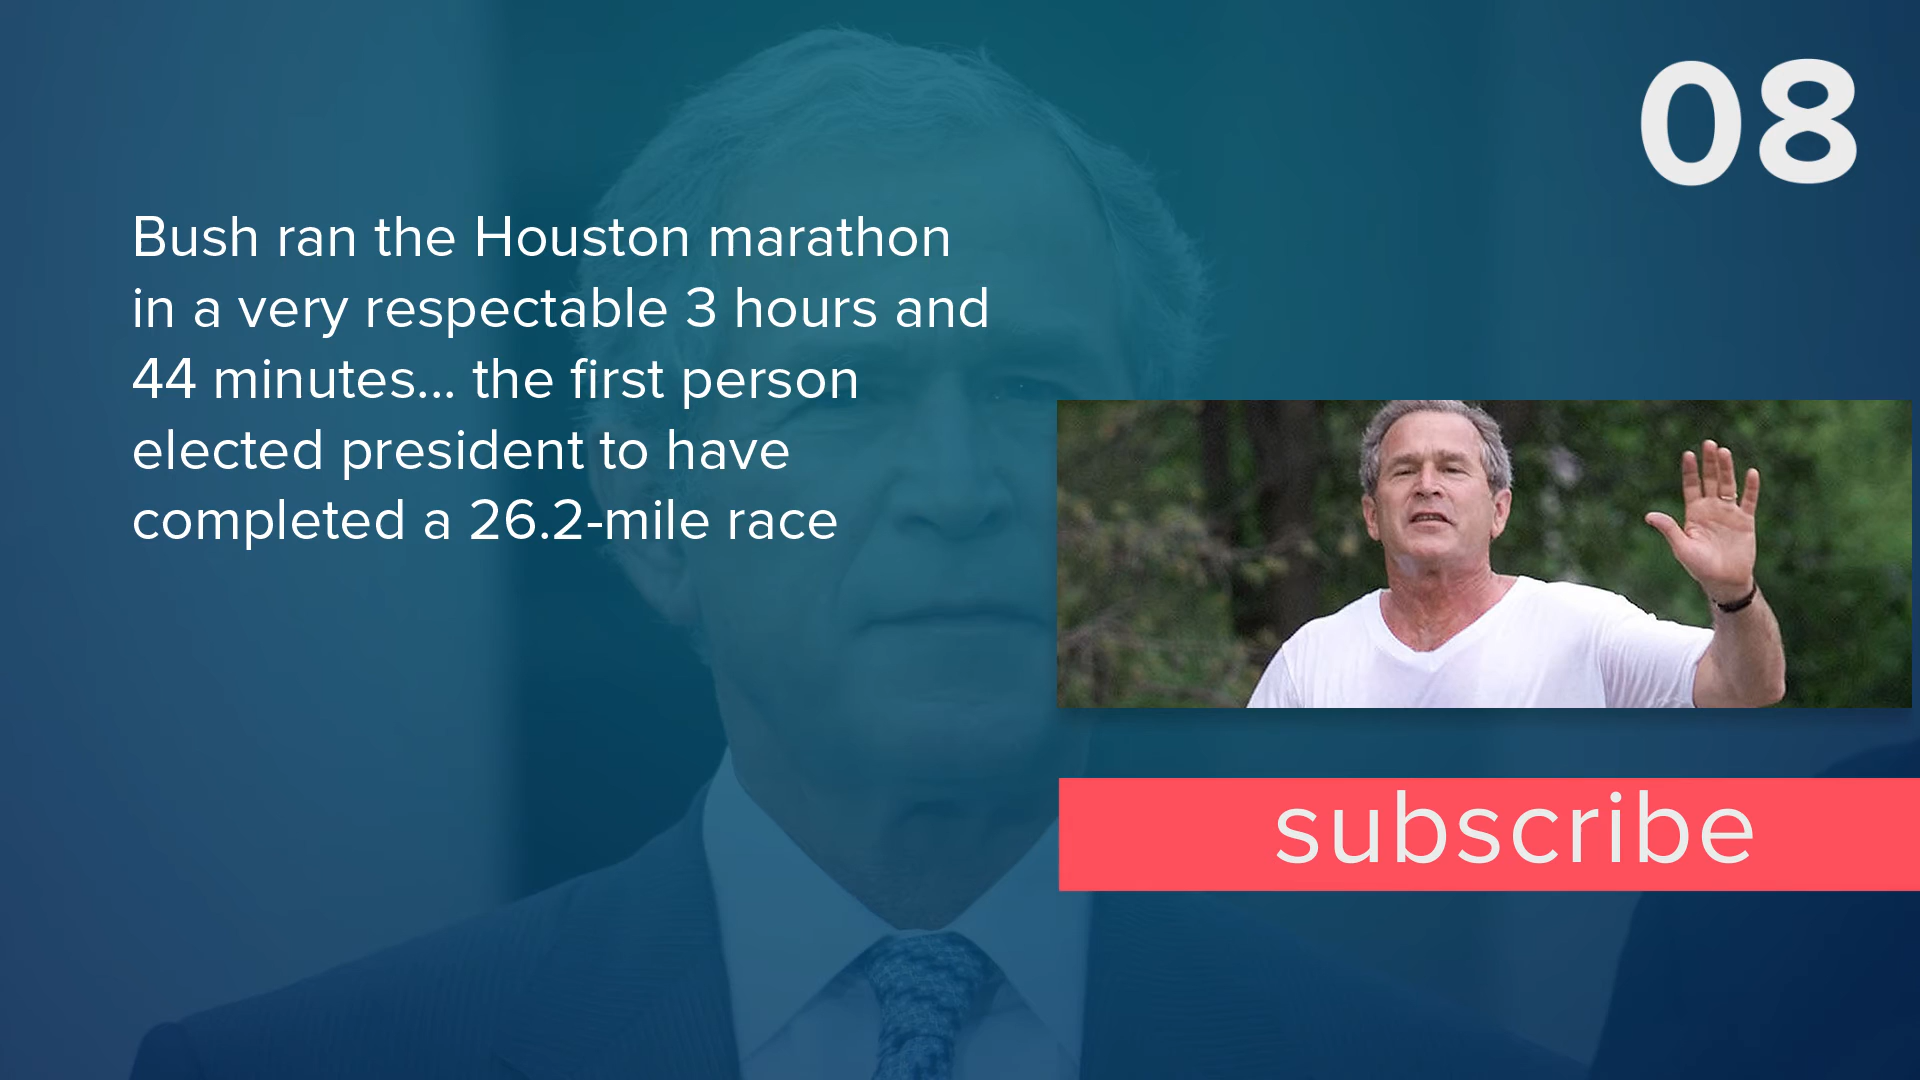 08
Bush ran the Houston marathon
in a very respectable 3 hours and
44 minutes... the first person
elected president to have
completed a 26.2-mile race
subscribe